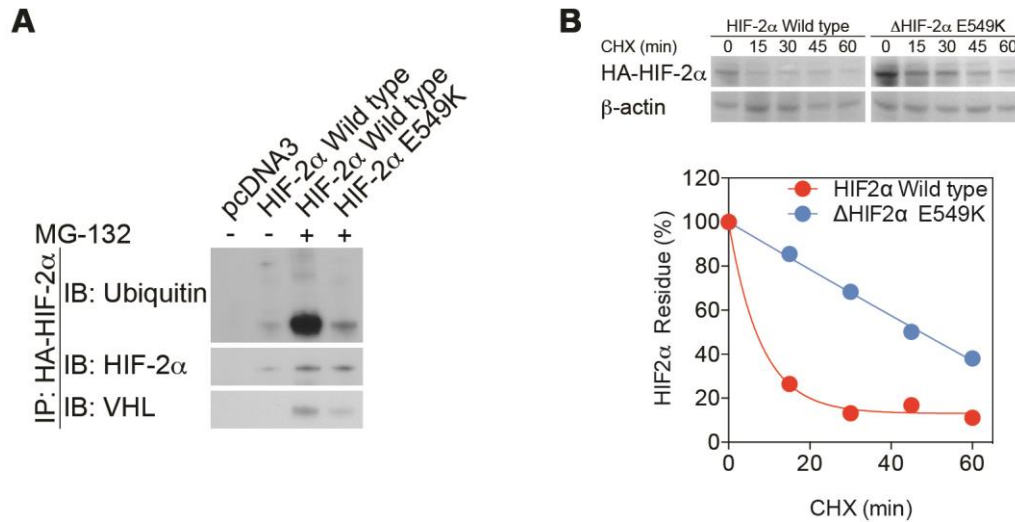 A
pcDNA3
HIF-2α Wild type
HIF-2α Wild type
HIF-2α E549K
MG-132 - - + +
IP: HA-HIF-2α
IB: Ubiquitin
IB: HIF-2α
IB: VHL
B
HIF-2α Wild type ΔHIF-2α E549K
CHX (min) 0 15 30 45 60 0 15 30 45 60
HA-HIF-2α
β-actin
HIF2α Wild type
ΔHIF2α E549K
HIF2α Residue (%)
120
100
80
60
40
20
0
0 20 40 60
CHX (min)